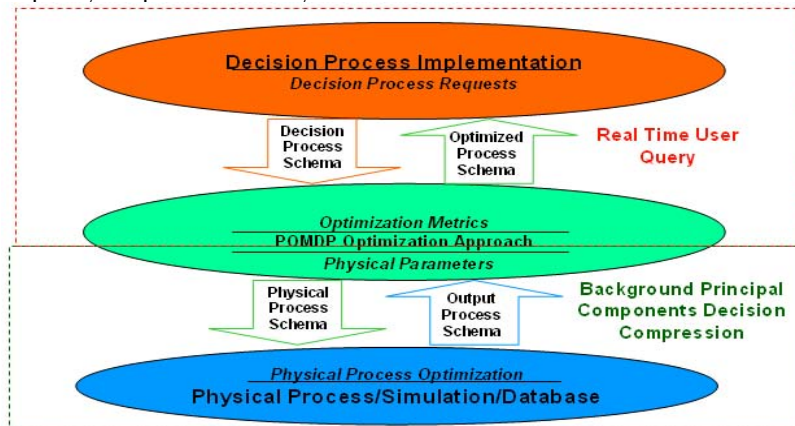 Decision Process Implementation
Decision Process Requests
Decision
Process
Schema
Optimized
Process
Schema
Real Time User
Query
Optimization Metrics
POMDP Optimization Approach
Physical Parameters
Physical
Process
Schema
Output
Process
Schema
Background Principal
Components Decision
Compression
Physical Process Optimization
Physical Process/Simulation/Database